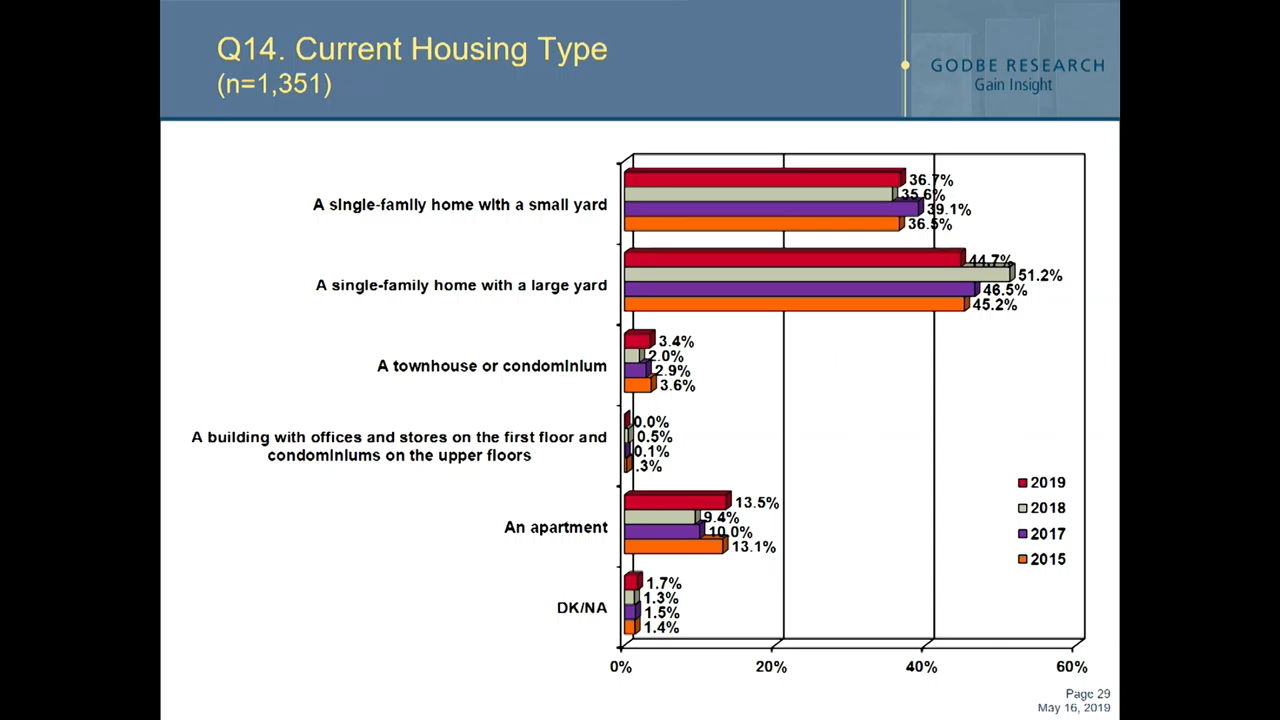 Q14. Current Housing Type
(n=1,351)
GODBE RESEARCH
Gain Insight
A single-family home with a small yard
36.7%
35.6%
39.1%
36.5%
A single-family home with a large yard
44.7%
51.2%
46.5%
45.2%
A townhouse or condominium
3.4%
2.0%
2.9%
3.6%
A building with offices and stores on the first floor and
condominiums on the upper floors
0.0%
0.5%
0.1%
.3%
An apartment
13.5%
9.4%
10.0%
13.1%
DK/NA
1.7%
1.3%
1.5%
1.4%
2019
2018
2017
2015
0%
20%
40%
60%
Page 29
May 16, 2019